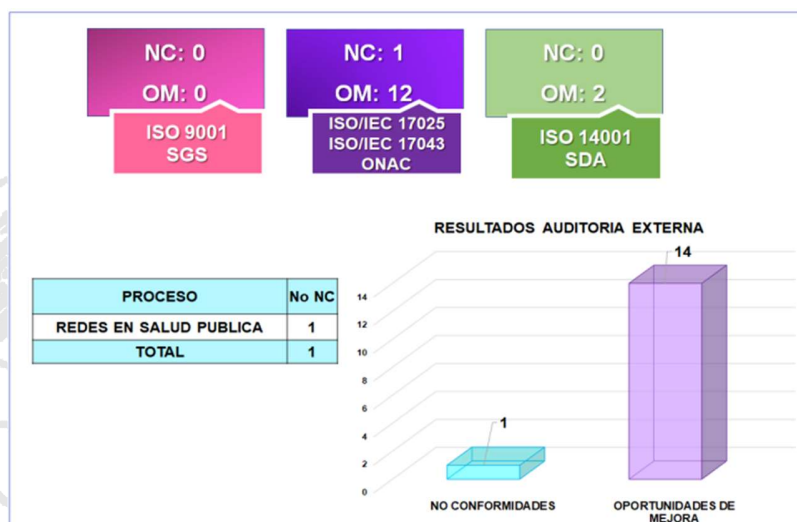 NC: 0
OM: 0
ISO 9001
SGS
NC: 1
OM: 12
ISO/IEC 17025
ISO/IEC 17043
ONAC
NC: 0
OM: 2
ISO 14001
SDA
PROCESO No NC
REDES EN SALUD PUBLICA 1
TOTAL 1
RESULTADOS AUDITORIA EXTERNA
14
12
10
8
6
4
2
0
1
14
NO CONFORMIDADES
OPORTUNIDADES DE
MEJORA